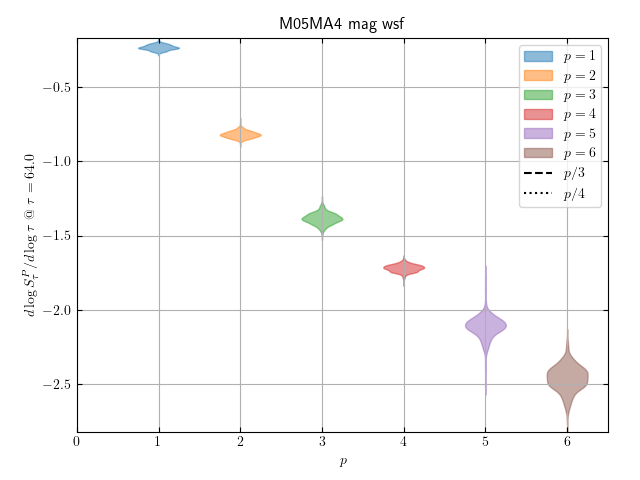 M05MA4 mag wsf
d log S_τ^P / d log τ @ τ = 64.0
−0.5
−1.0
−1.5
−2.0
−2.5
0 1 2 3 4 5 6
p
p = 1
p = 2
p = 3
p = 4
p = 5
p = 6
p/3
p/4